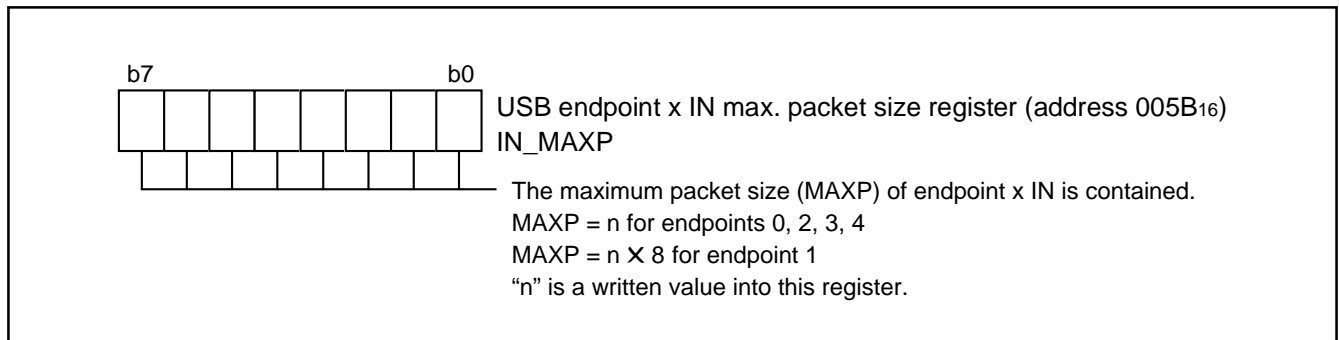 b7 b0
USB endpoint x IN max. packet size register (address 005B16)
IN_MAXP
The maximum packet size (MAXP) of endpoint x IN is contained.
MAXP = n for endpoints 0, 2, 3, 4
MAXP = n ✕ 8 for endpoint 1
“n” is a written value into this register.